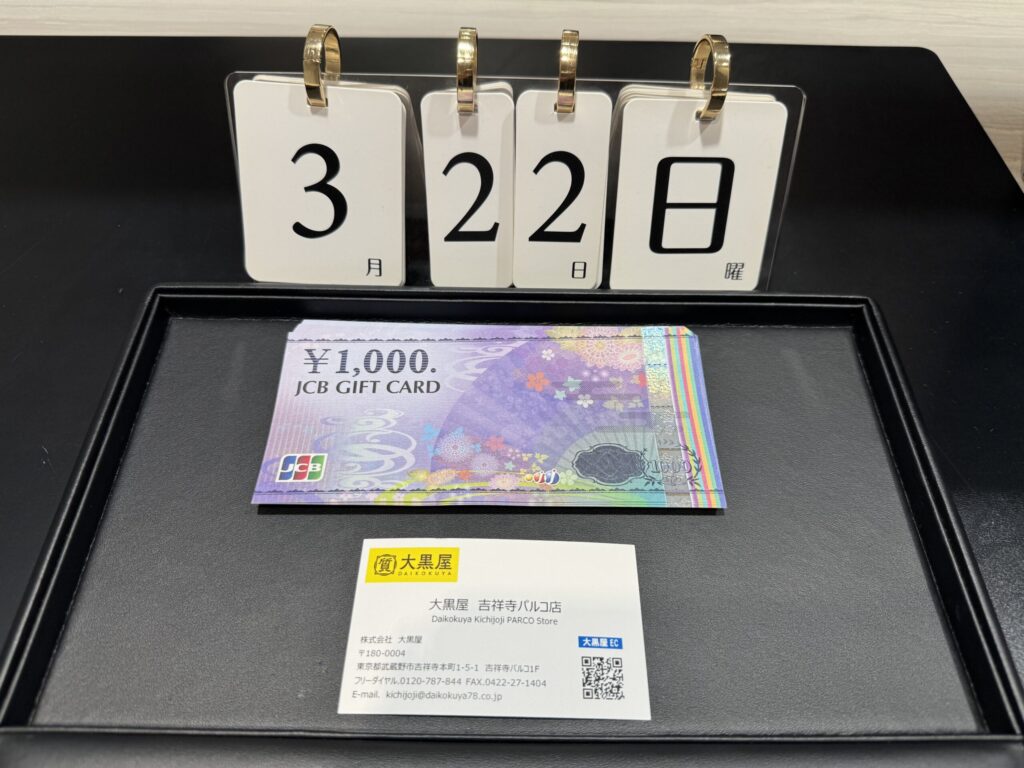 3
月
2
2
日
日
曜
¥1,000.
JCB GIFT CARD
JCB
1000
質 大黒屋
DAIKOKUYA
大黒屋 吉祥寺パルコ店
Daikokuya Kichijoji PARCO Store
株式会社 大黒屋
〒180-0004
東京都武蔵野市吉祥寺本町1-5-1 吉祥寺パルコ1F
フリーダイヤル.0120-787-844 FAX.0422-27-1404
E-mail. kichijoji@daikokuya78.co.jp
大黒屋 EC